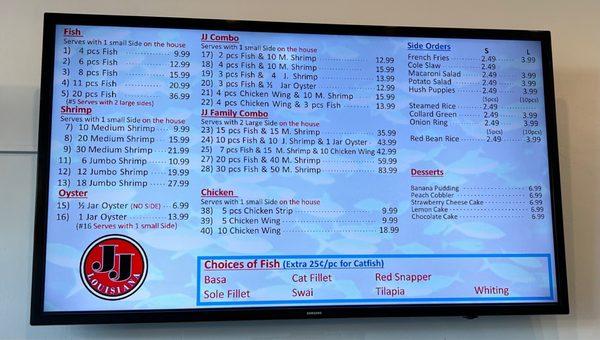 Fish
Serves with 1 small Side on the house
1) 4 pcs Fish 9.99
2) 6 pcs Fish 12.99
3) 8 pcs Fish 15.99
4) 11 pcs Fish 20.99
5) 20 pc Fish 36.99
(#5 Serves with 2 large sides)
Shrimp
Serves with 1 small Side on the house
7) 10 Medium Shrimp 9.99
8) 20 Medium Shrimp 15.99
9) 30 Medium Shrimp 21.99
11) 6 Jumbo Shrimp 10.99
12) 12 Jumbo Shrimp 19.99
13) 18 Jumbo Shrimp 27.99
Oyster
15) ½ Jar Oyster (NO SIDE) 6.99
16) 1 Jar Oyster 13.99
(#16 Serves with 1 small Side)
JJ
LOUISIANA
JJ Combo
Serves with 1 small Side on the house
17) 2 pcs Fish & 10 M. Shrimp 12.99
18) 4 pcs Fish & 10 M. Shrimp 15.99
19) 3 pcs Fish & 4 J. Shrimp 13.99
20) 3 pcs Fish & ½ Jar Oyster 12.99
21) 4 pcs Chicken Wing & 10 M. Shrimp 15.99
22) 4 pcs Chicken Wing & 3 pcs Fish 13.99
JJ Family Combo
Serves with 2 Large Side on the house
23) 15 pcs Fish & 15 M. Shrimp 35.99
24) 10 pcs Fish & 10 J. Shrimp & 1 Jar Oyster 43.99
25) 7 pcs Fish & 15 M. Shrimp & 10 Chicken Wing 42.99
27) 20 pcs Fish & 40 M. Shrimp 59.99
28) 30 pcs Fish & 50 M. Shrimp 83.99
Chicken
Serves with 1 small Side on the house
38) 5 pcs Chicken Strip 9.99
39) 5 Chicken Wing 9.99
40) 10 Chicken Wing 18.99
Side Orders S L
French Fries 2.49 3.99
Cole Slaw 2.49
Macaroni Salad 2.49 3.99
Potato Salad 2.49 3.99
Hush Puppies 2.49 3.99
(5pcs) (10pcs)
Steamed Rice 2.49
Collard Green 2.49 3.99
Onion Ring 2.49 3.99
(5pcs) (10pcs)
Red Bean Rice 2.49 3.99
Desserts
Banana Pudding 6.99
Peach Cobbler 6.99
Strawberry Cheese Cake 6.99
Lemon Cake 6.99
Chocolate Cake 6.99
Choices of Fish (Extra 25¢/pc for Catfish)
Basa Cat Fillet Red Snapper
Sole Fillet Swai Tilapia Whiting
SAMSUNG